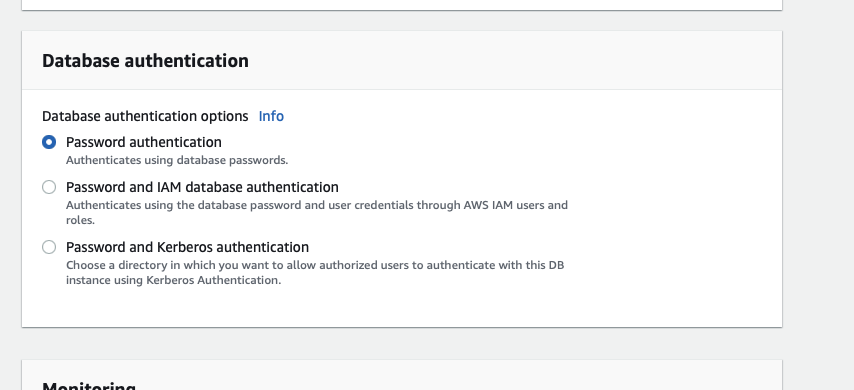 Database authentication
Database authentication options Info
Password authentication
Authenticates using database passwords.
Password and IAM database authentication
Authenticates using the database password and user credentials through AWS IAM users and
roles.
Password and Kerberos authentication
Choose a directory in which you want to allow authorized users to authenticate with this DB
instance using Kerberos Authentication.
Monitoring